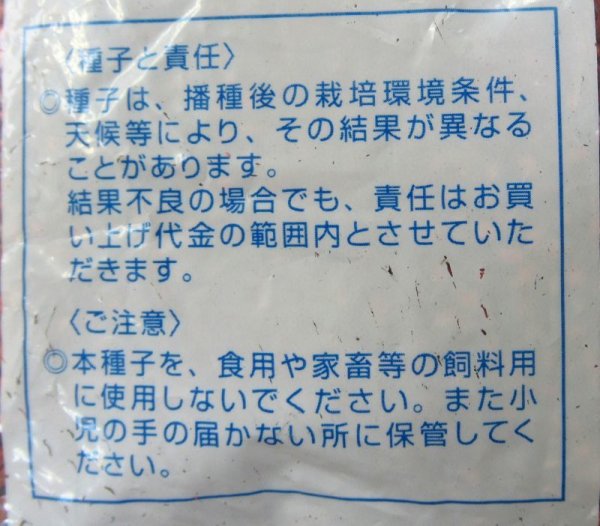 〈種子と責任〉
◎種子は、播種後の栽培環境条件、
天候等により、その結果が異なる
ことがあります。
結果不良の場合でも、責任はお買
い上げ代金の範囲内とさせていた
だきます。
〈ご注意〉
◎本種子を、食用や家畜等の飼料用
に使用しないでください。また小
児の手の届かない所に保管してく
ださい。